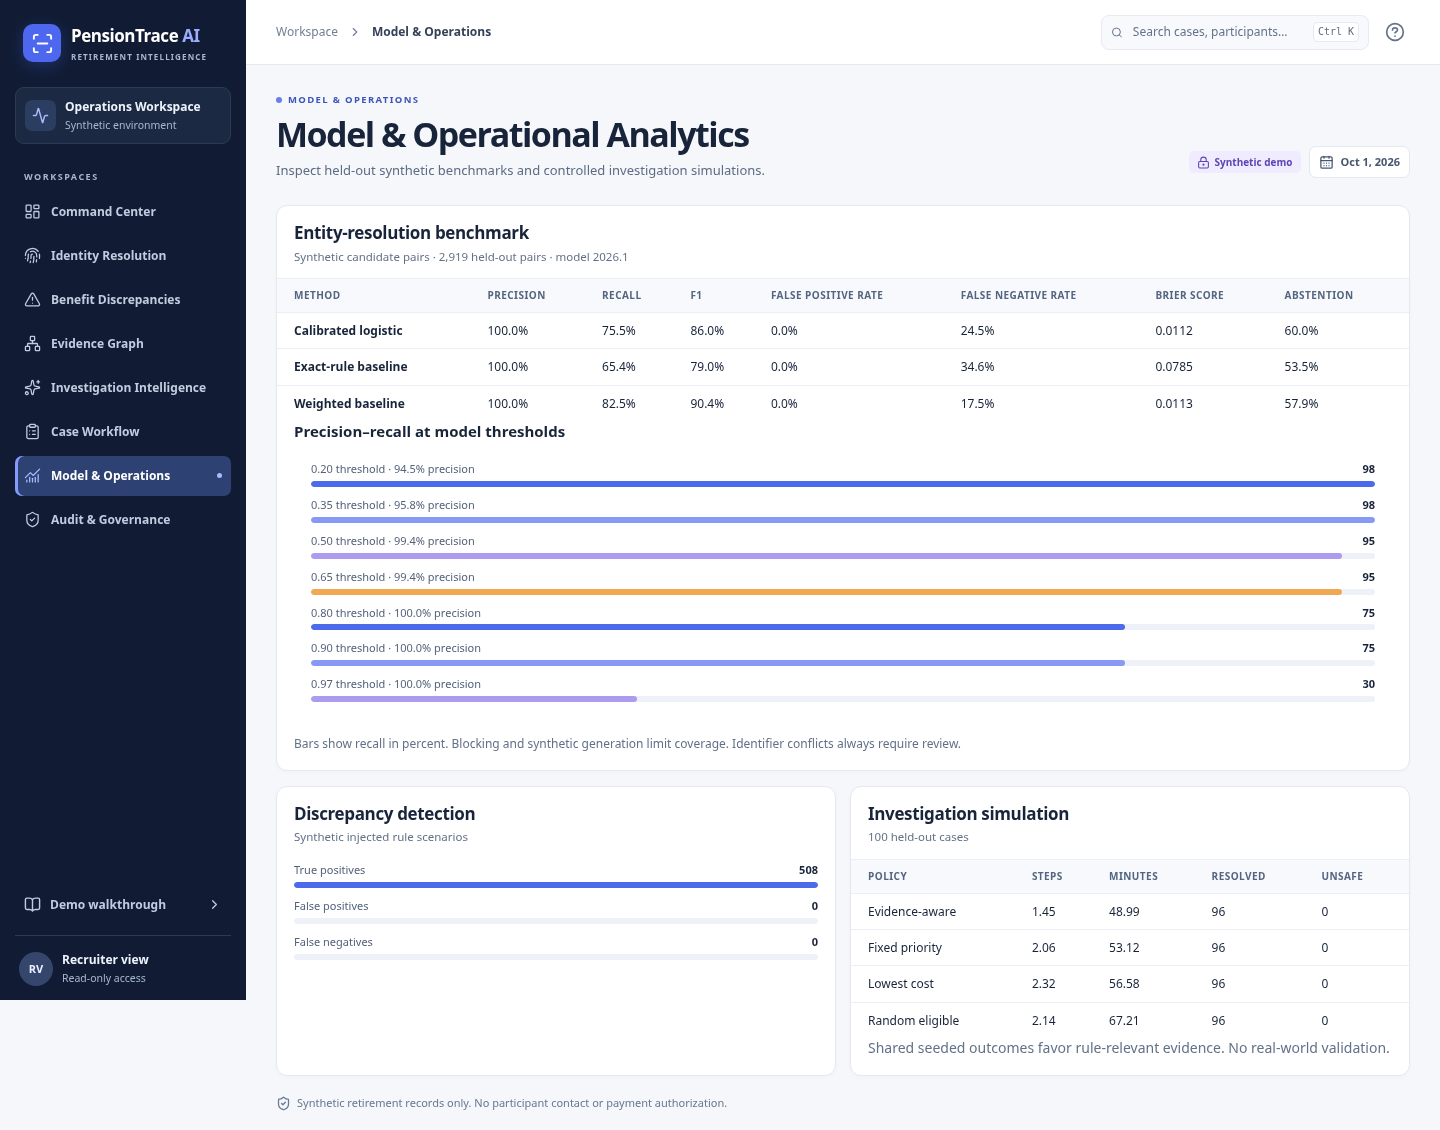 PensionTrace AI
RETIREMENT INTELLIGENCE
Operations Workspace
Synthetic environment
WORKSPACES
Command Center
Identity Resolution
Benefit Discrepancies
Evidence Graph
Investigation Intelligence
Case Workflow
Model & Operations
Audit & Governance
Demo walkthrough
RV
Recruiter view
Read-only access
Workspace
Model & Operations
Search cases, participants...
Ctrl K
MODEL & OPERATIONS
Model & Operational Analytics
Inspect held-out synthetic benchmarks and controlled investigation simulations.
Synthetic demo
Oct 1, 2026
Entity-resolution benchmark
Synthetic candidate pairs · 2,919 held-out pairs · model 2026.1
METHOD PRECISION RECALL F1 FALSE POSITIVE RATE FALSE NEGATIVE RATE BRIER SCORE ABSTENTION
Calibrated logistic 100.0% 75.5% 86.0% 0.0% 24.5% 0.0112 60.0%
Exact-rule baseline 100.0% 65.4% 79.0% 0.0% 34.6% 0.0785 53.5%
Weighted baseline 100.0% 82.5% 90.4% 0.0% 17.5% 0.0113 57.9%
Precision–recall at model thresholds
0.20 threshold · 94.5% precision 98
0.35 threshold · 95.8% precision 98
0.50 threshold · 99.4% precision 95
0.65 threshold · 99.4% precision 95
0.80 threshold · 100.0% precision 75
0.90 threshold · 100.0% precision 75
0.97 threshold · 100.0% precision 30
Bars show recall in percent. Blocking and synthetic generation limit coverage. Identifier conflicts always require review.
Discrepancy detection
Synthetic injected rule scenarios
True positives 508
False positives 0
False negatives 0
Investigation simulation
100 held-out cases
POLICY STEPS MINUTES RESOLVED UNSAFE
Evidence-aware 1.45 48.99 96 0
Fixed priority 2.06 53.12 96 0
Lowest cost 2.32 56.58 96 0
Random eligible 2.14 67.21 96 0
Shared seeded outcomes favor rule-relevant evidence. No real-world validation.
Synthetic retirement records only. No participant contact or payment authorization.